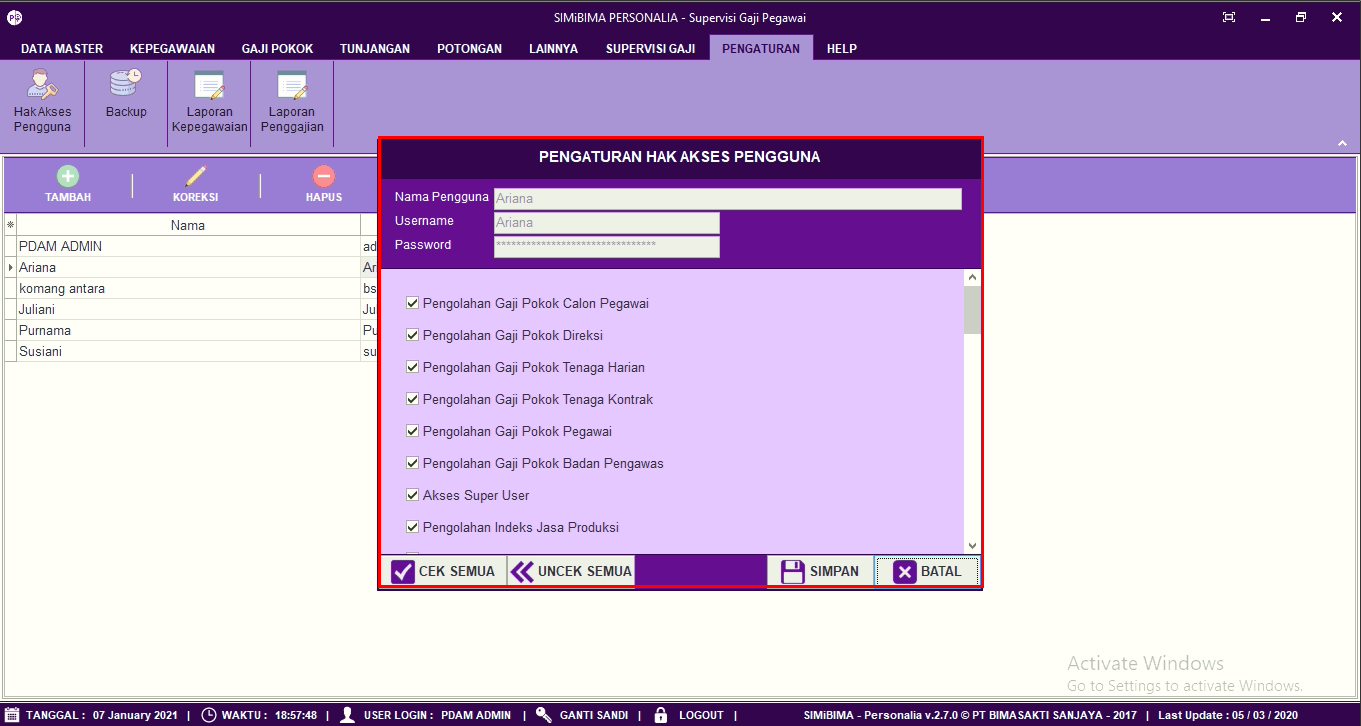 SIMiBIMA PERSONALIA - Supervisi Gaji Pegawai
DATA MASTER KEPEGAWAIAN GAJI POKOK TUNJANGAN POTONGAN LAINNYA SUPERVISI GAJI PENGATURAN HELP
Hak Akses Pengguna
Backup
Laporan Kepegawaian
Laporan Penggajian
TAMBAH | KOREKSI | HAPUS
Nama
PDAM ADMIN ad
Ariana Ar
komang antara bs
Juliani Ju
Purnama Pu
Susiani su
PENGATURAN HAK AKSES PENGGUNA
Nama Pengguna Ariana
Username Ariana
Password ********************************
Pengolahan Gaji Pokok Calon Pegawai
Pengolahan Gaji Pokok Direksi
Pengolahan Gaji Pokok Tenaga Harian
Pengolahan Gaji Pokok Tenaga Kontrak
Pengolahan Gaji Pokok Pegawai
Pengolahan Gaji Pokok Badan Pengawas
Akses Super User
Pengolahan Indeks Jasa Produksi
CEK SEMUA UNCEK SEMUA SIMPAN BATAL
Activate Windows
Go to Settings to activate Windows.
TANGGAL : 07 January 2021 | WAKTU : 18:57:48 | USER LOGIN : PDAM ADMIN | GANTI SANDI | LOGOUT | SIMiBIMA - Personalia v.2.7.0 © PT BIMASAKTI SANJAYA - 2017 | Last Update : 05 / 03 / 2020